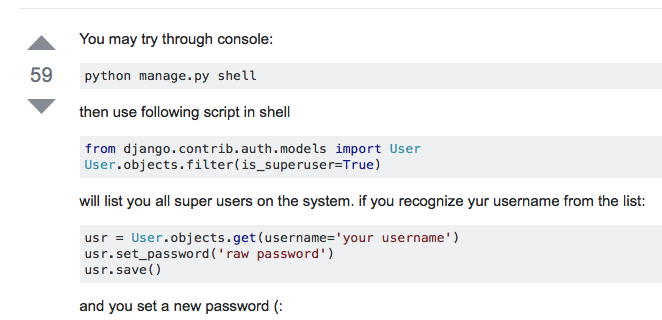 You may try through console:
59
python manage.py shell
then use following script in shell
from django.contrib.auth.models import User
User.objects.filter(is_superuser=True)
will list you all super users on the system. if you recognize yur username from the list:
usr = User.objects.get(username='your username')
usr.set_password('raw password')
usr.save()
and you set a new password (: